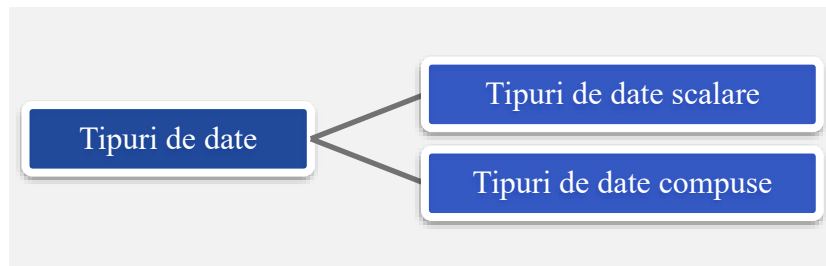 Tipuri de date
Tipuri de date scalare
Tipuri de date compuse